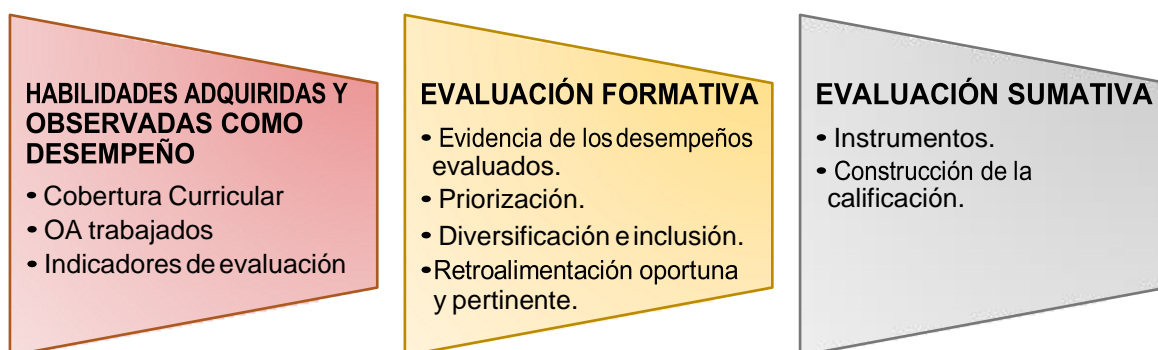 HABILIDADES ADQUIRIDAS Y
OBSERVADAS COMO
DESEMPEÑO
• Cobertura Curricular
• OA trabajados
• Indicadores de evaluación
EVALUACIÓN FORMATIVA
• Evidencia de los desempeños
evaluados.
• Priorización.
• Diversificación e inclusión.
• Retroalimentación oportuna
y pertinente.
EVALUACIÓN SUMATIVA
• Instrumentos.
• Construcción de la
calificación.